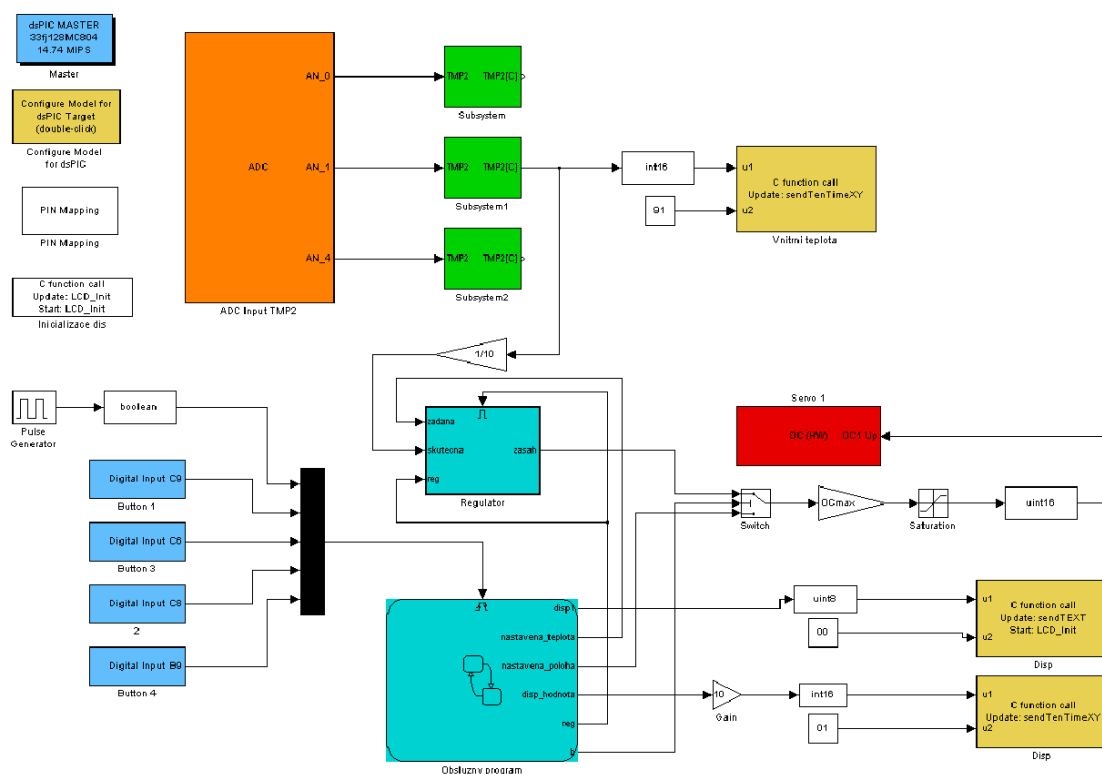 dsPIC MASTER
33fj128MC804
14.74 MIPS
Master
Configure Model for
dsPIC Target
(double-click)
Configure Model
for dsPIC
PIN Mapping
PIN Mapping
C function call
Update: LCD_Init
Start: LCD_Init
Inicializace dis
ADC
AN_0
AN_1
AN_4
ADC Input TMP2
TMP2 TMP2[C]
Subsystem
TMP2 TMP2[C]
Subsystem1
TMP2 TMP2[C]
Subsystem2
int16
91
u1
u2
C function call
Update: sendTenTimeXY
Vnitrni teplota
1/10
Pulse
Generator
boolean
Digital Input C9
Button 1
Digital Input C6
Button 3
Digital Input C8
2
Digital Input B9
Button 4
zadana
skutecna
reg
zasah
Regulator
Servo 1
OC (HW) OC1 Up
Switch
OCmax
Saturation
uint16
disp1
nastavena_teplota
nastavena_poloha
disp_hodnota
reg
b
Obsluzny program
uint8
00
u1
u2
C function call
Update: sendTEXT
Start: LCD_Init
Disp
10
Gain
int16
01
u1
u2
C function call
Update: sendTenTimeXY
Disp